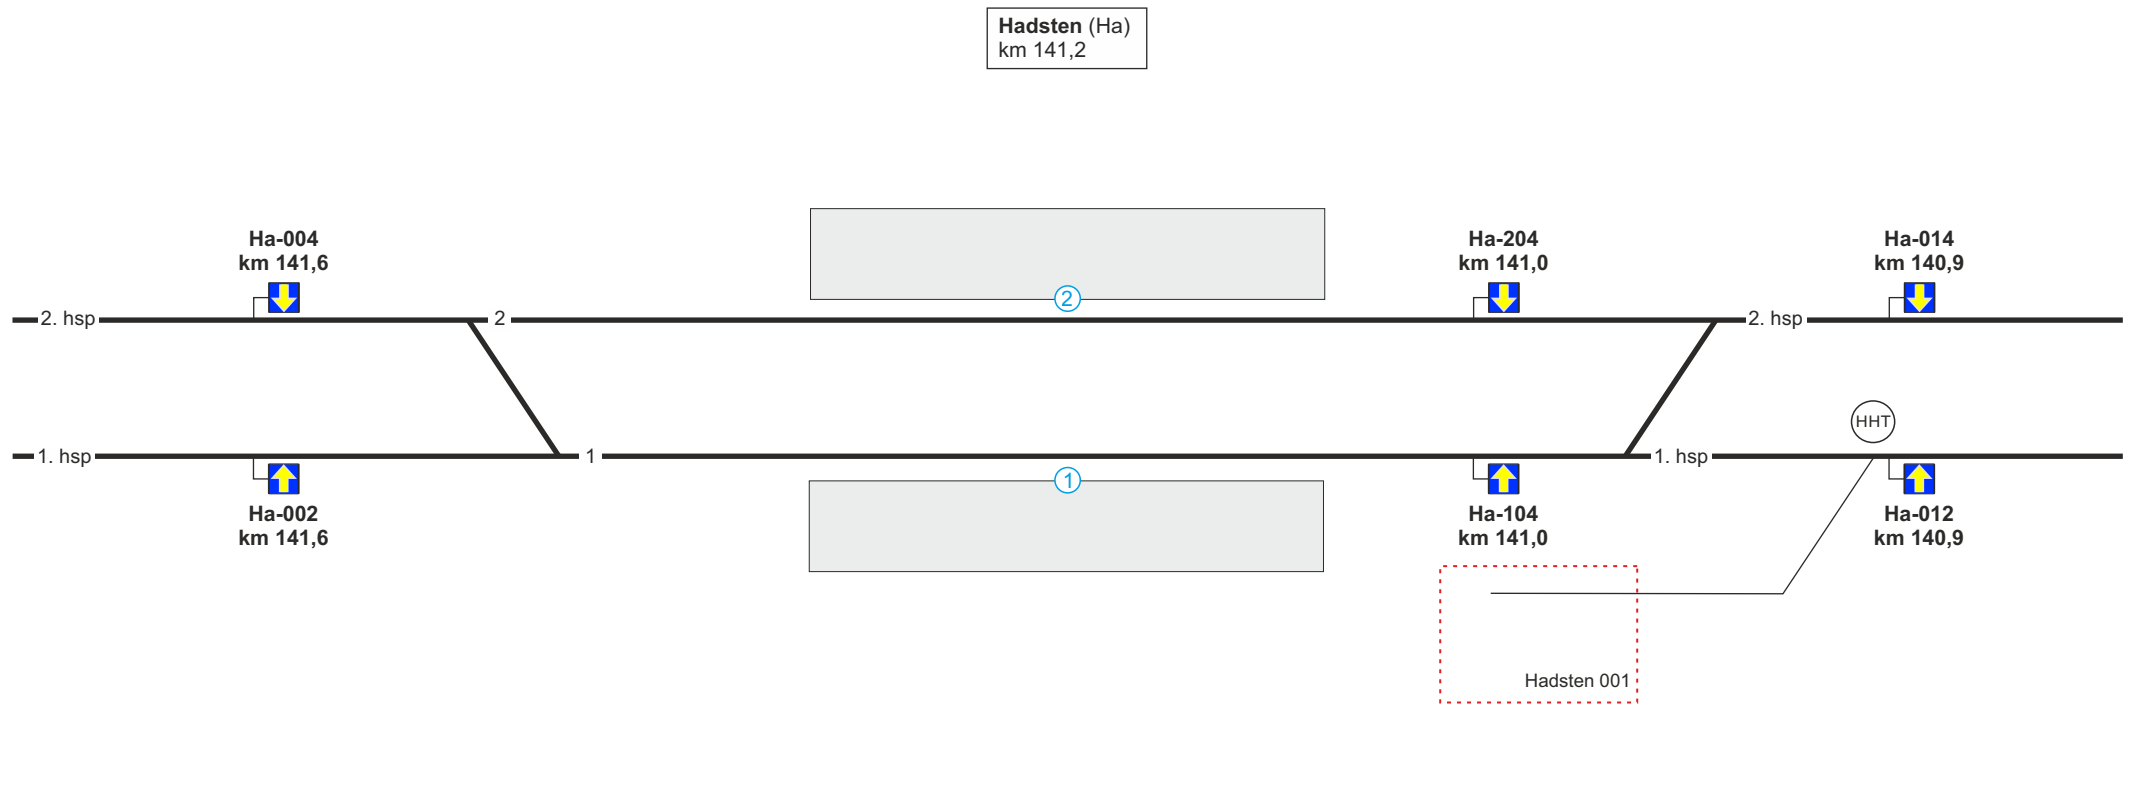 Hadsten (Ha)
km 141,2
Ha-004
km 141,6
Ha-204
km 141,0
Ha-014
km 140,9
2
2. hsp
2
2. hsp
HHT
1. hsp
1
1. hsp
1
Ha-002
km 141,6
Ha-104
km 141,0
Ha-012
km 140,9
Hadsten 001